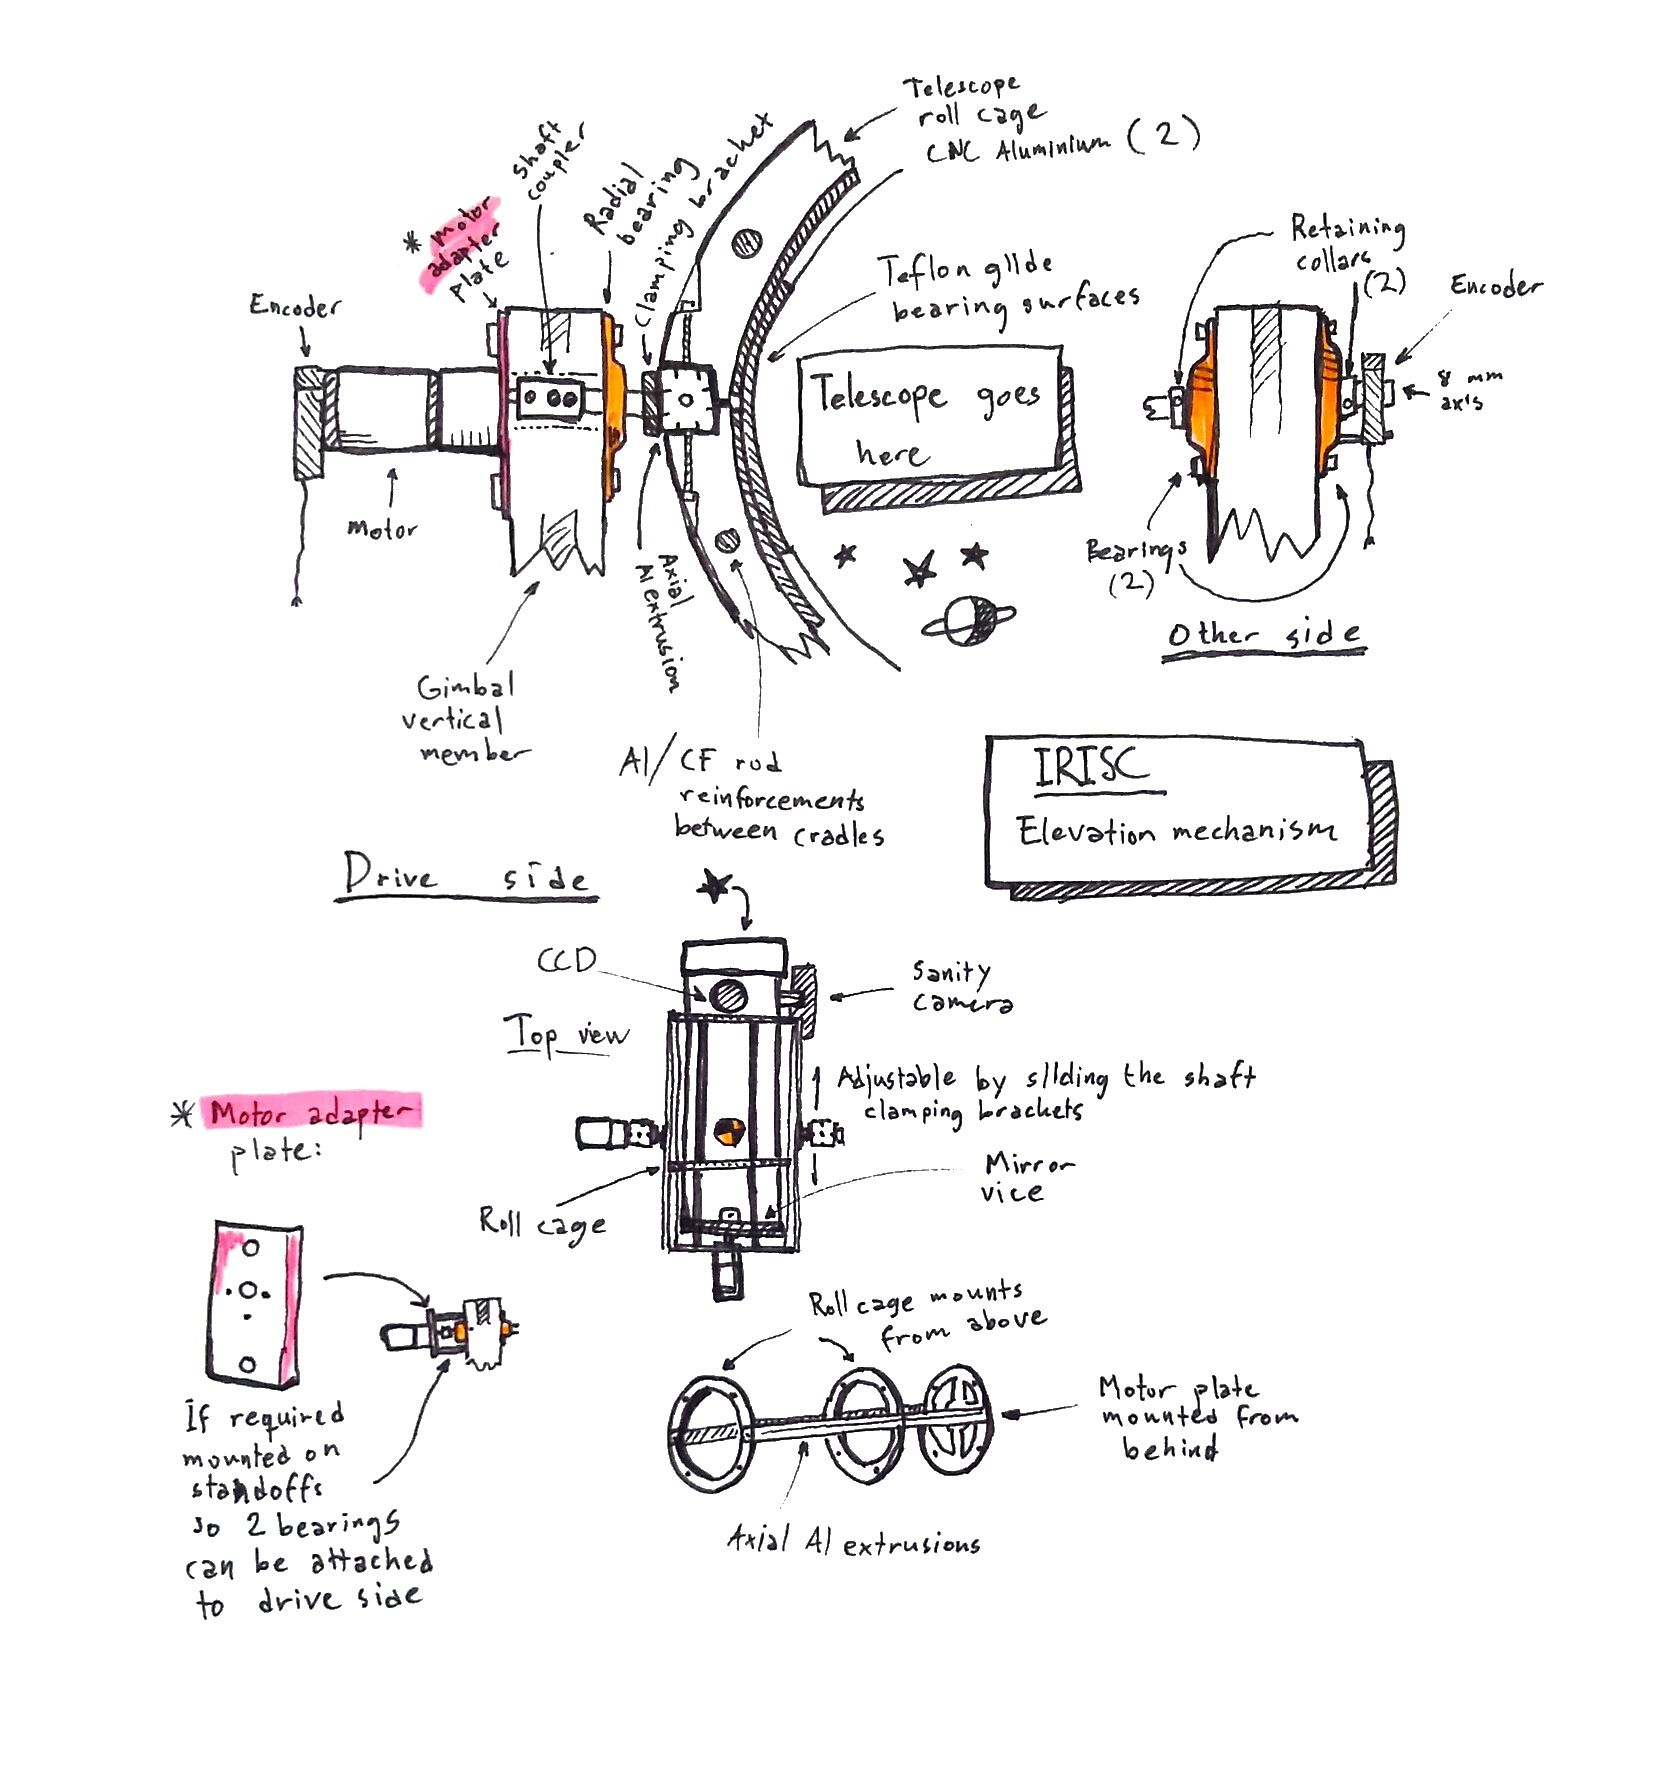 Telescope
roll cage
CNC Aluminium (2)
Shaft
coupler
Radial
bearing
Clamping bracket
* Motor
adapter
plate
Encoder
Motor
Teflon glide
bearing surfaces
Telescope goes
here
Axial
Al extrusion
Gimbal
vertical
member
Al/CF rod
reinforcements
between cradles
Drive side
Retaining
collars
(2)
Encoder
8 mm
axis
Bearings
(2)
Other side
IRISC
Elevation mechanism
CCD
Sanity
camera
Top view
Adjustable by sliding the shaft
clamping brackets
Mirror
vice
Roll cage
* Motor adapter
plate:
If required
mounted on
standoffs
so 2 bearings
can be attached
to drive side
Roll cage mounts
from above
Motor plate
mounted from
behind
Axial Al extrusions